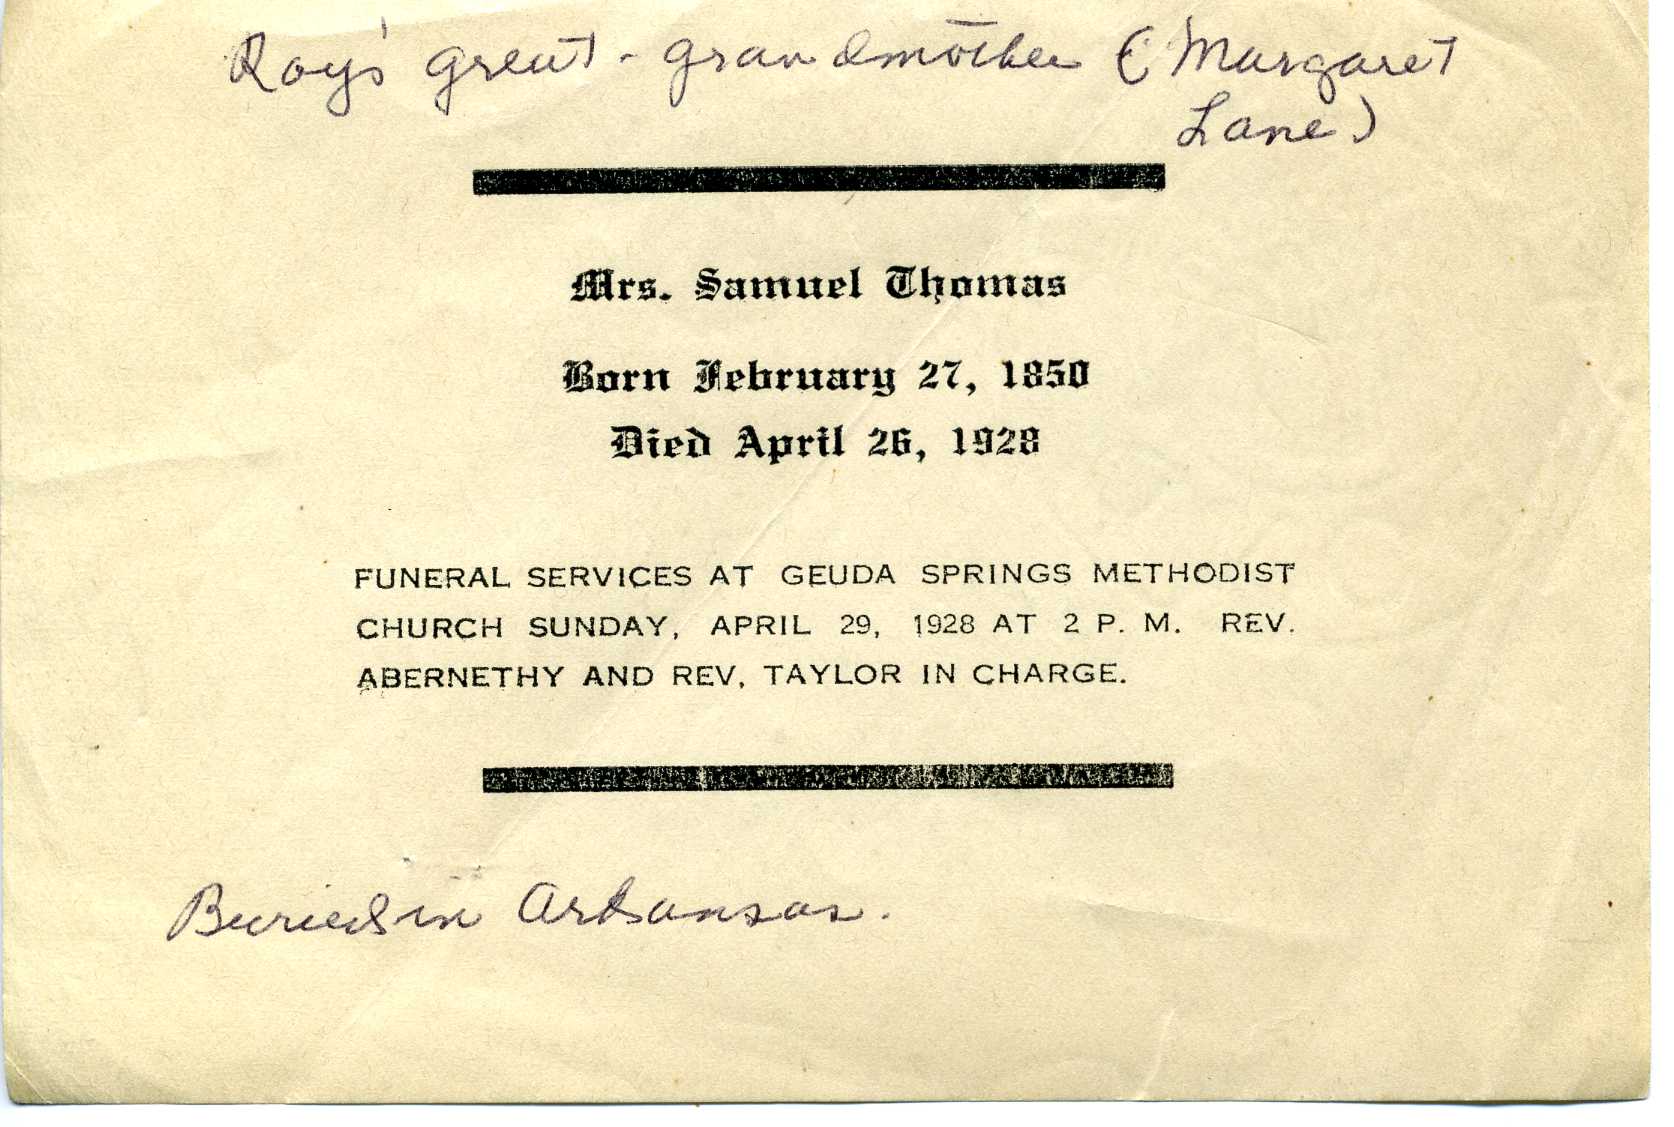 Roy's great-grandmother (Margaret
Lane)
Mrs. Samuel Thomas
Born February 27, 1850
Died April 26, 1928
FUNERAL SERVICES AT GEUDA SPRINGS METHODIST
CHURCH SUNDAY, APRIL 29, 1928 AT 2 P. M. REV.
ABERNETHY AND REV. TAYLOR IN CHARGE.
Buried in Arkansas.